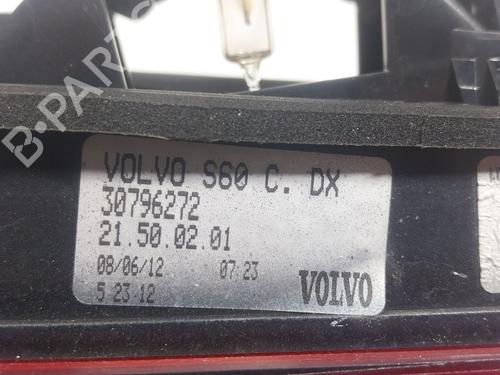 B-PARTS
VOLVO S60 C. DX
30796272
21.50.02.01
08/06/12 07:23
5 23 12 VOLVO